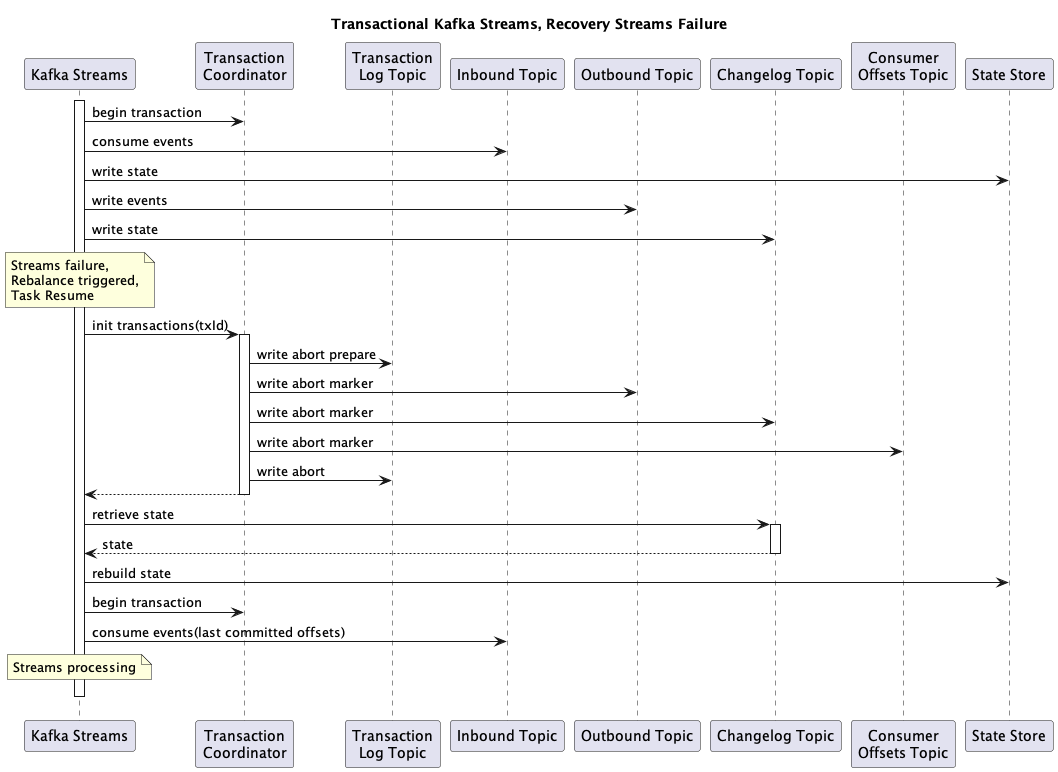 Transactional Kafka Streams, Recovery Streams Failure
Kafka Streams
Transaction
Coordinator
Transaction
Log Topic
Inbound Topic
Outbound Topic
Changelog Topic
Consumer
Offsets Topic
State Store
begin transaction
consume events
write state
write events
write state
Streams failure,
Rebalance triggered,
Task Resume
init transactions(txId)
write abort prepare
write abort marker
write abort marker
write abort marker
write abort
retrieve state
state
rebuild state
begin transaction
consume events(last committed offsets)
Streams processing
Kafka Streams
Transaction
Coordinator
Transaction
Log Topic
Inbound Topic
Outbound Topic
Changelog Topic
Consumer
Offsets Topic
State Store